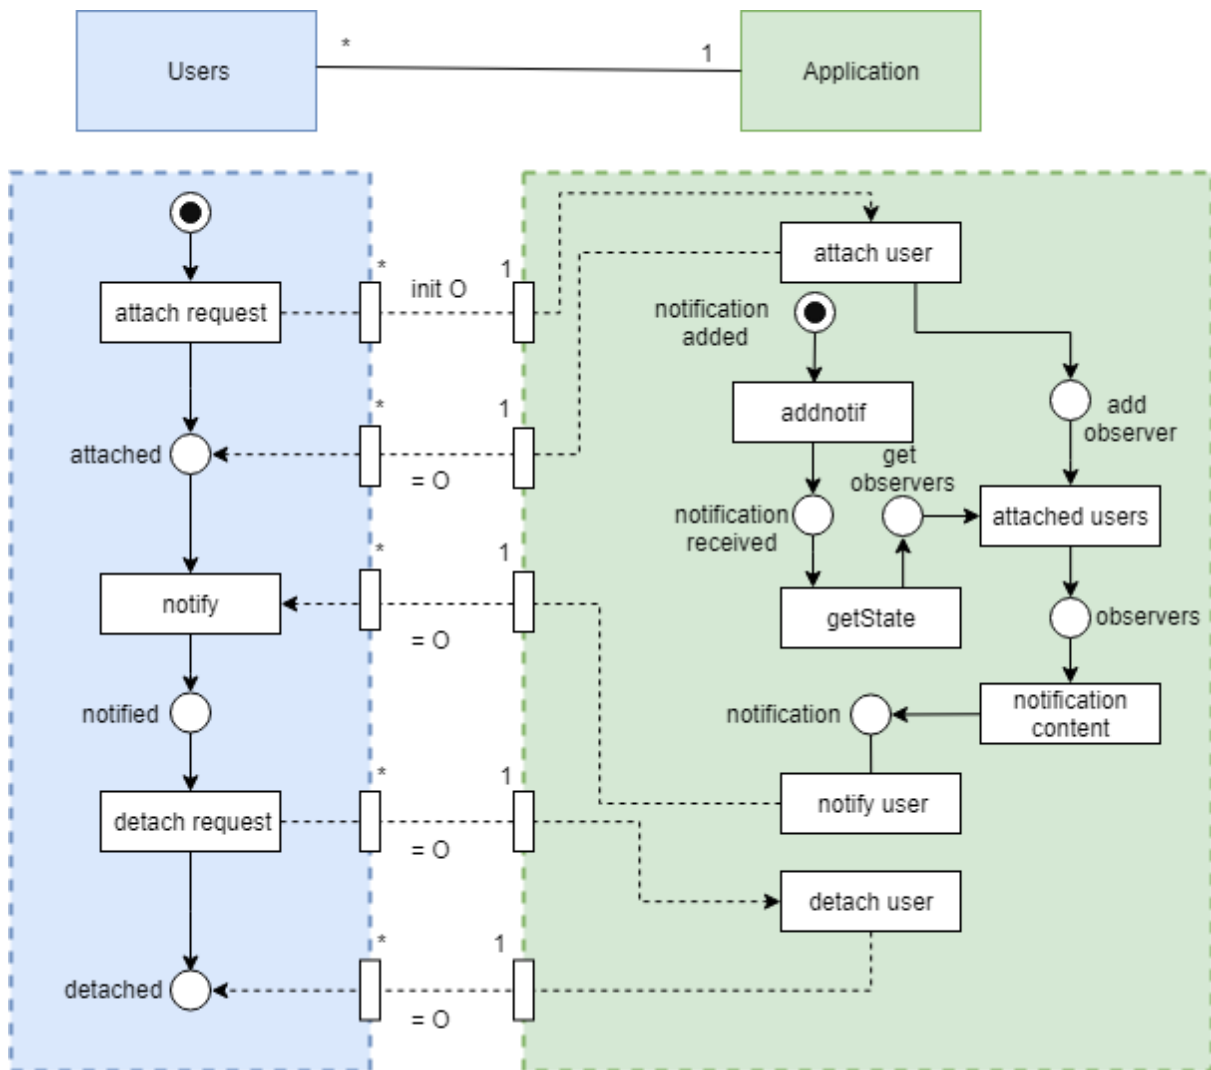 Users
*
1
Application
attach request
*
init O
1
attach user
notification
added
addnotif
add
observer
attached
*
= O
1
get
observers
notification
received
attached users
notify
*
= O
1
getState
observers
notified
notification
notification
content
detach request
*
= O
1
notify user
detach user
detached
*
= O
1